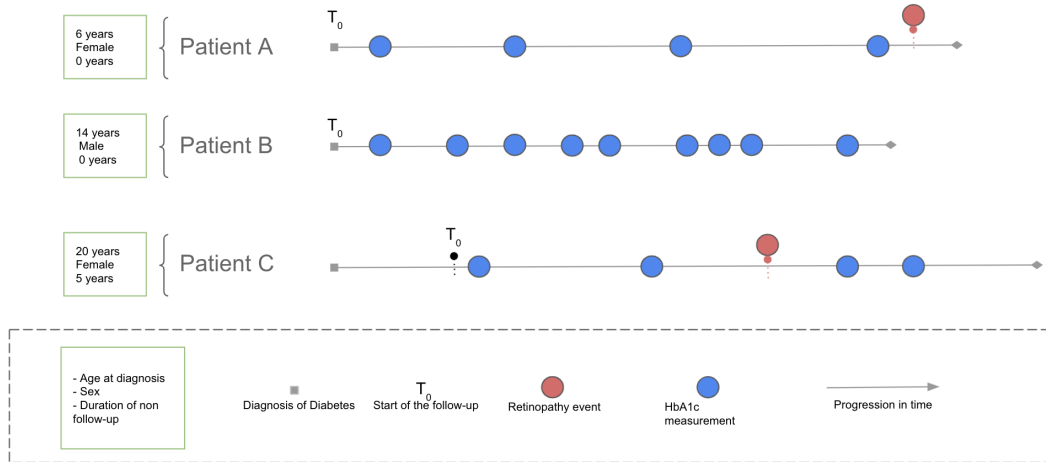 6 years
Female
0 years
Patient A
T0
14 years
Male
0 years
Patient B
T0
20 years
Female
5 years
Patient C
T0
- Age at diagnosis
- Sex
- Duration of non
follow-up
Diagnosis of Diabetes
T0
Start of the follow-up
Retinopathy event
HbA1c
measurement
Progression in time